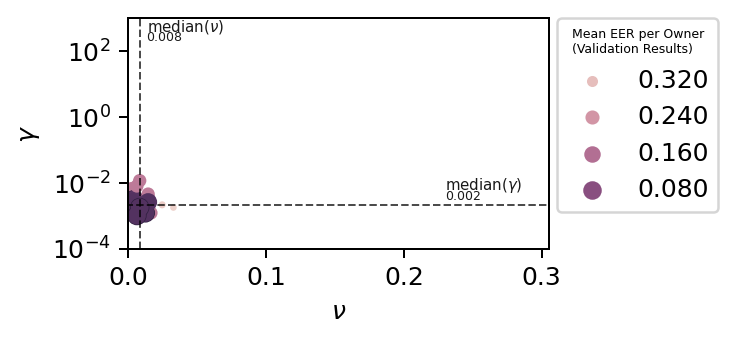 median(ν)
0.008
10²
10⁰
10⁻²
10⁻⁴
γ
median(γ)
0.002
0.0
0.1
0.2
0.3
ν
Mean EER per Owner
(Validation Results)
0.320
0.240
0.160
0.080